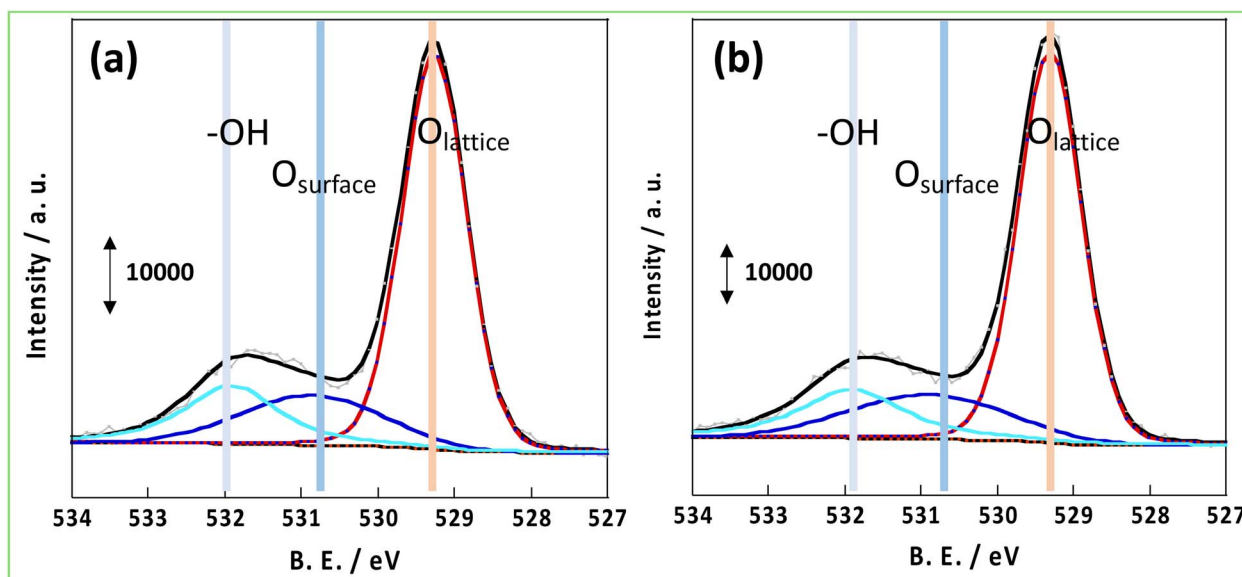 (a)
-OH
O_lattice
O_surface
10000
Intensity / a. u.
534 533 532 531 530 529 528 527
B. E. / eV
(b)
-OH
O_lattice
O_surface
10000
Intensity / a. u.
534 533 532 531 530 529 528 527
B. E. / eV